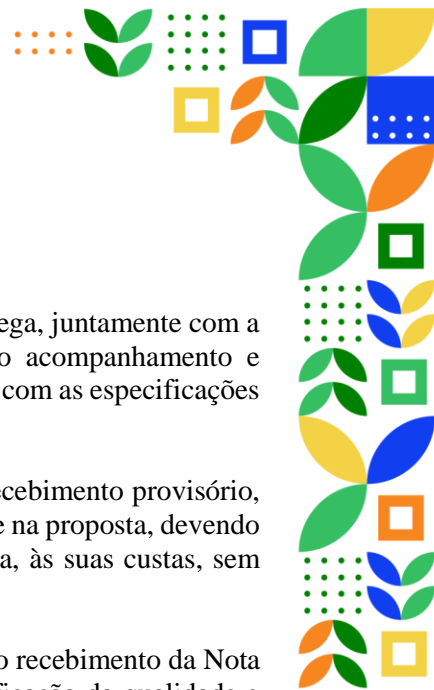 ega, juntamente com a
o acompanhamento e
com as especificações
ecebimento provisório,
e na proposta, devendo
a, às suas custas, sem
o recebimento da Nota